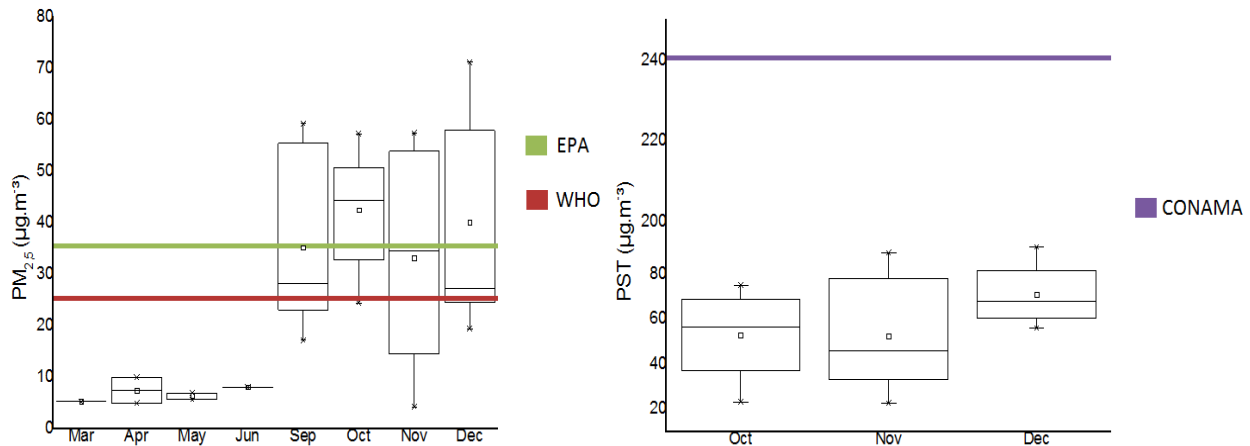 80
70
60
50
40
30
20
10
0
PM2,5 (µg.m⁻³)
Mar Apr May Jun Sep Oct Nov Dec
EPA
WHO
240
220
200
80
60
40
20
PST (µg.m⁻³)
Oct Nov Dec
CONAMA